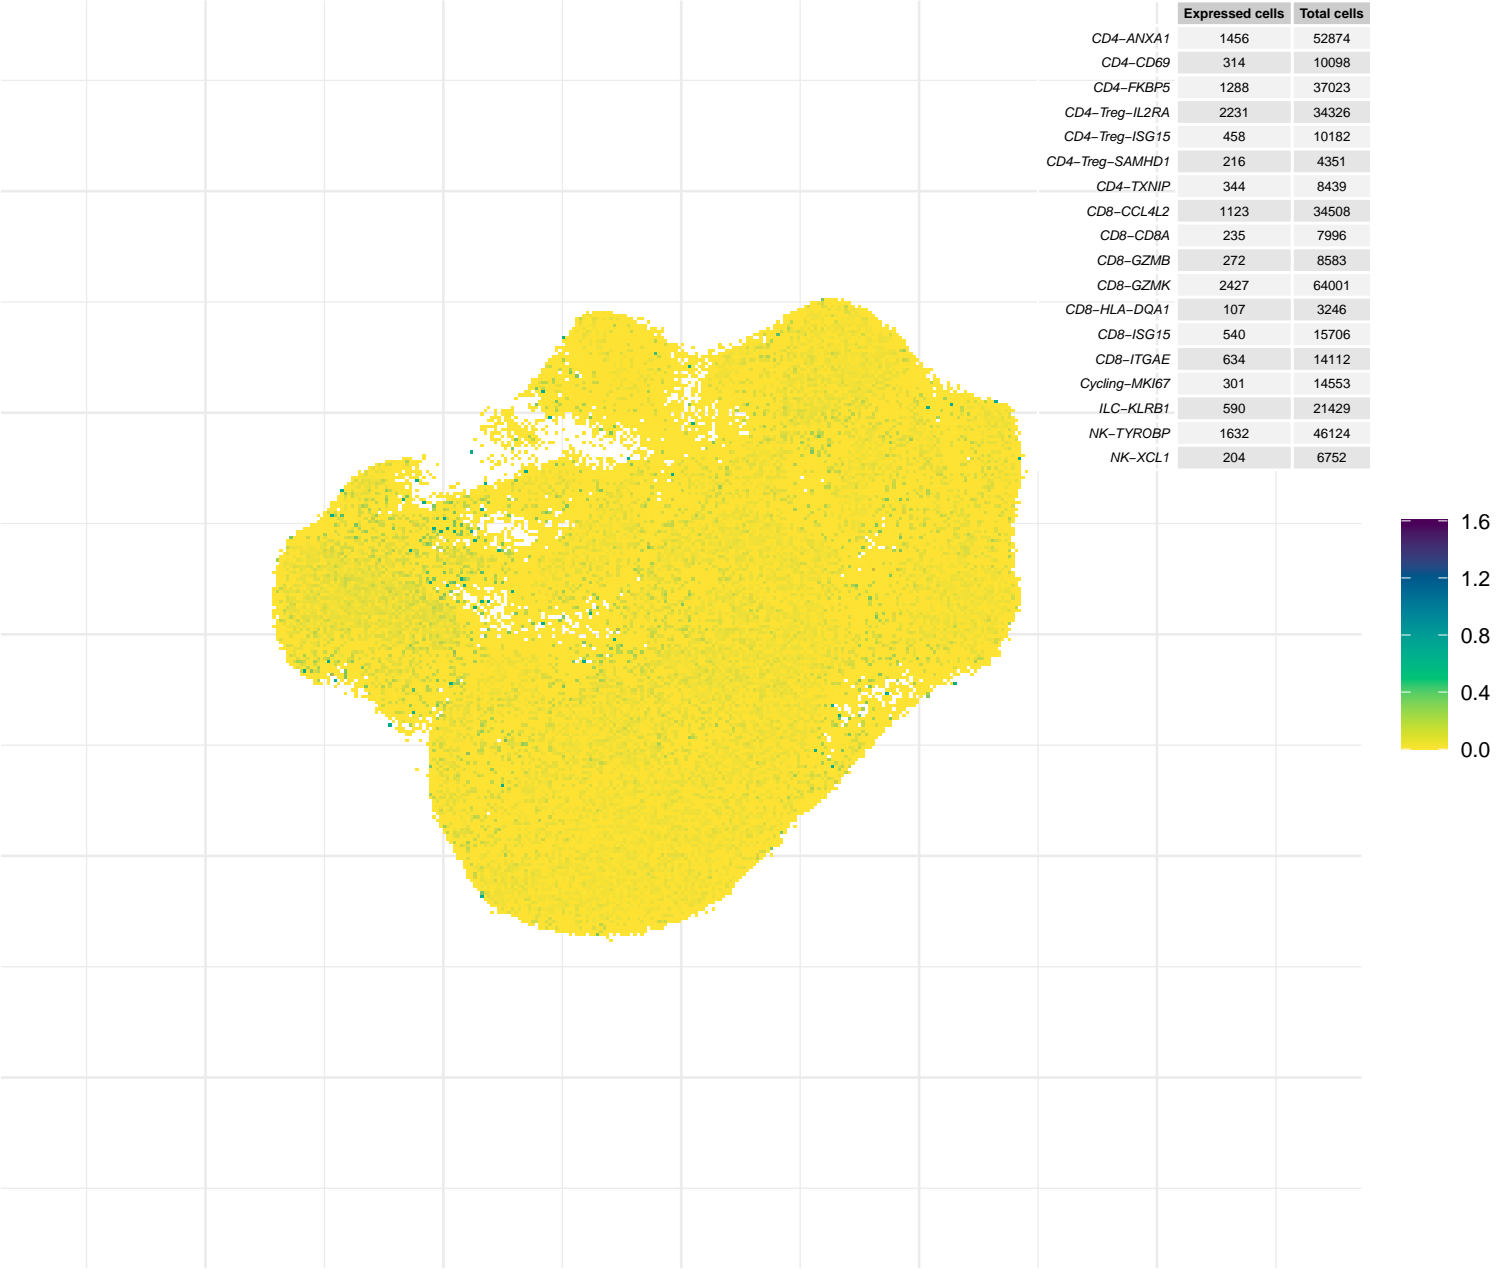 Expressed cells Total cells
CD4−ANXA1 1456 52874
CD4−CD69 314 10098
CD4−FKBP5 1288 37023
CD4−Treg−IL2RA 2231 34326
CD4−Treg−ISG15 458 10182
CD4−Treg−SAMHD1 216 4351
CD4−TXNIP 344 8439
CD8−CCL4L2 1123 34508
CD8−CD8A 235 7996
CD8−GZMB 272 8583
CD8−GZMK 2427 64001
CD8−HLA−DQA1 107 3246
CD8−ISG15 540 15706
CD8−ITGAE 634 14112
Cycling−MKI67 301 14553
ILC−KLRB1 590 21429
NK−TYROBP 1632 46124
NK−XCL1 204 6752
1.6
1.2
0.8
0.4
0.0